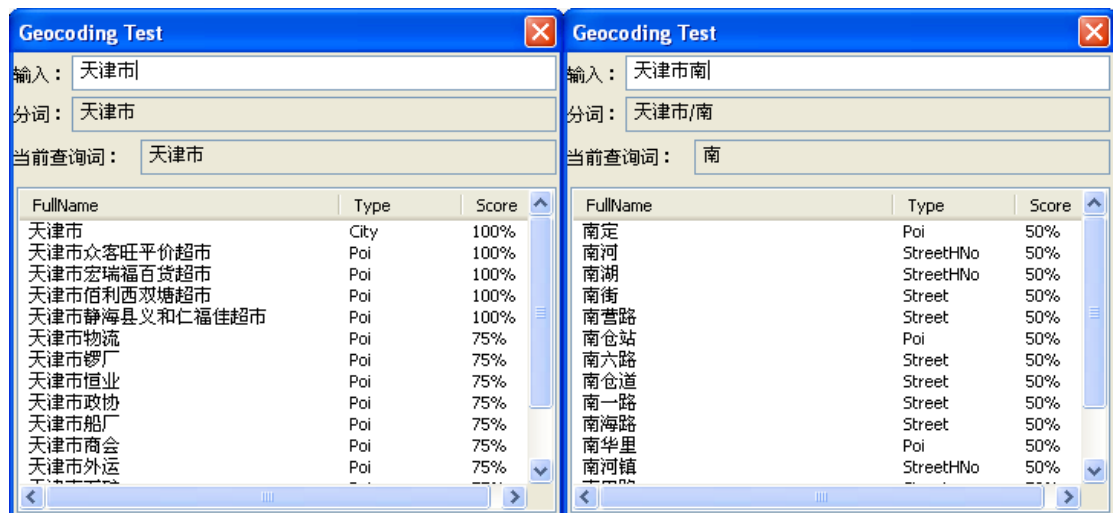 Geocoding Test
输入： 天津市
分词： 天津市
当前查询词： 天津市
FullName Type Score
天津市 City 100%
天津市众客旺平价超市 Poi 100%
天津市宏瑞福百货超市 Poi 100%
天津市佰利西双塘超市 Poi 100%
天津市静海县义和仁福佳超市 Poi 100%
天津市物流 Poi 75%
天津市锣厂 Poi 75%
天津市恒业 Poi 75%
天津市政协 Poi 75%
天津市船厂 Poi 75%
天津市商会 Poi 75%
天津市外运 Poi 75%
Geocoding Test
输入： 天津市南
分词： 天津市/南
当前查询词： 南
FullName Type Score
南定 Poi 50%
南河 StreetHNo 50%
南湖 StreetHNo 50%
南街 Street 50%
南营路 Street 50%
南仓站 Poi 50%
南六路 Street 50%
南仓道 Street 50%
南一路 Street 50%
南海路 Street 50%
南华里 Poi 50%
南河镇 StreetHNo 50%